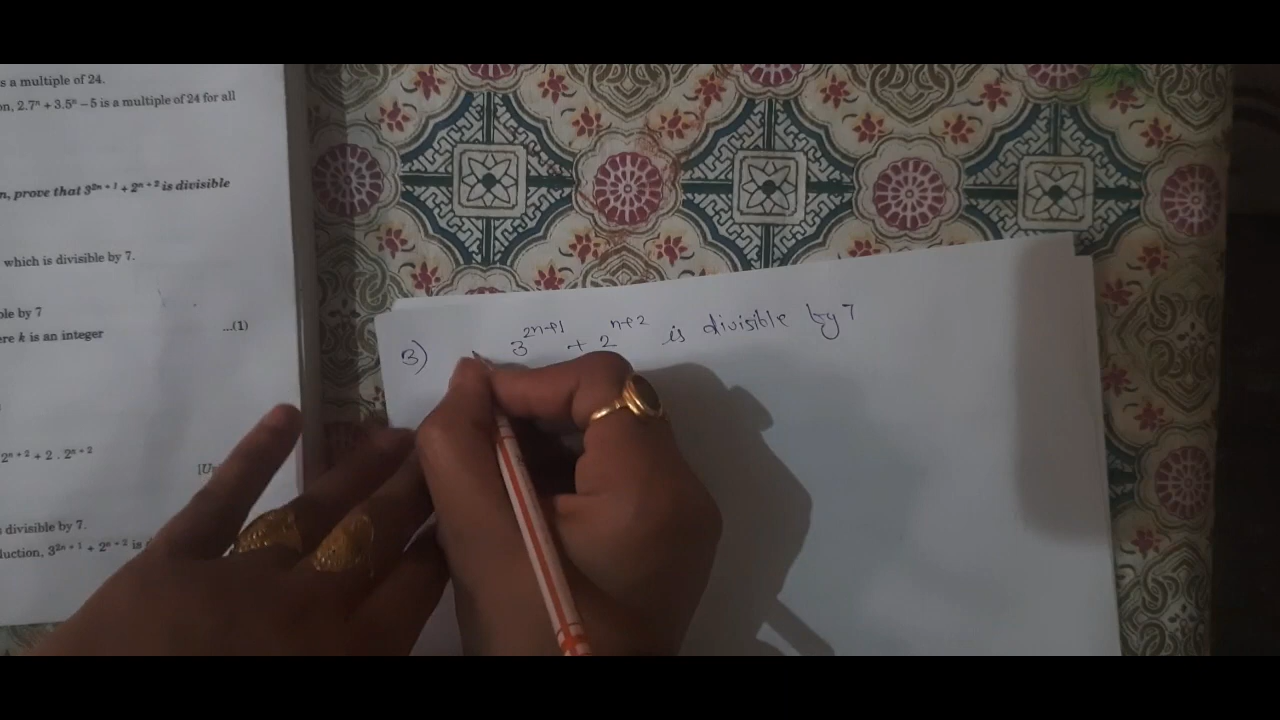 s a multiple of 24.
on, 2.7ⁿ + 3.5ⁿ – 5 is a multiple of 24 for all
n, prove that 3²ⁿ⁺¹ + 2ⁿ⁺² is divisible
which is divisible by 7.
ble by 7
ere k is an integer ...(1)
2ⁿ⁺² + 2 . 2ⁿ⁺²
s divisible by 7.
duction, 3²ⁿ⁺¹ + 2ⁿ⁺² is
3) 3²ⁿ⁺¹ + 2ⁿ⁺² is divisible by 7